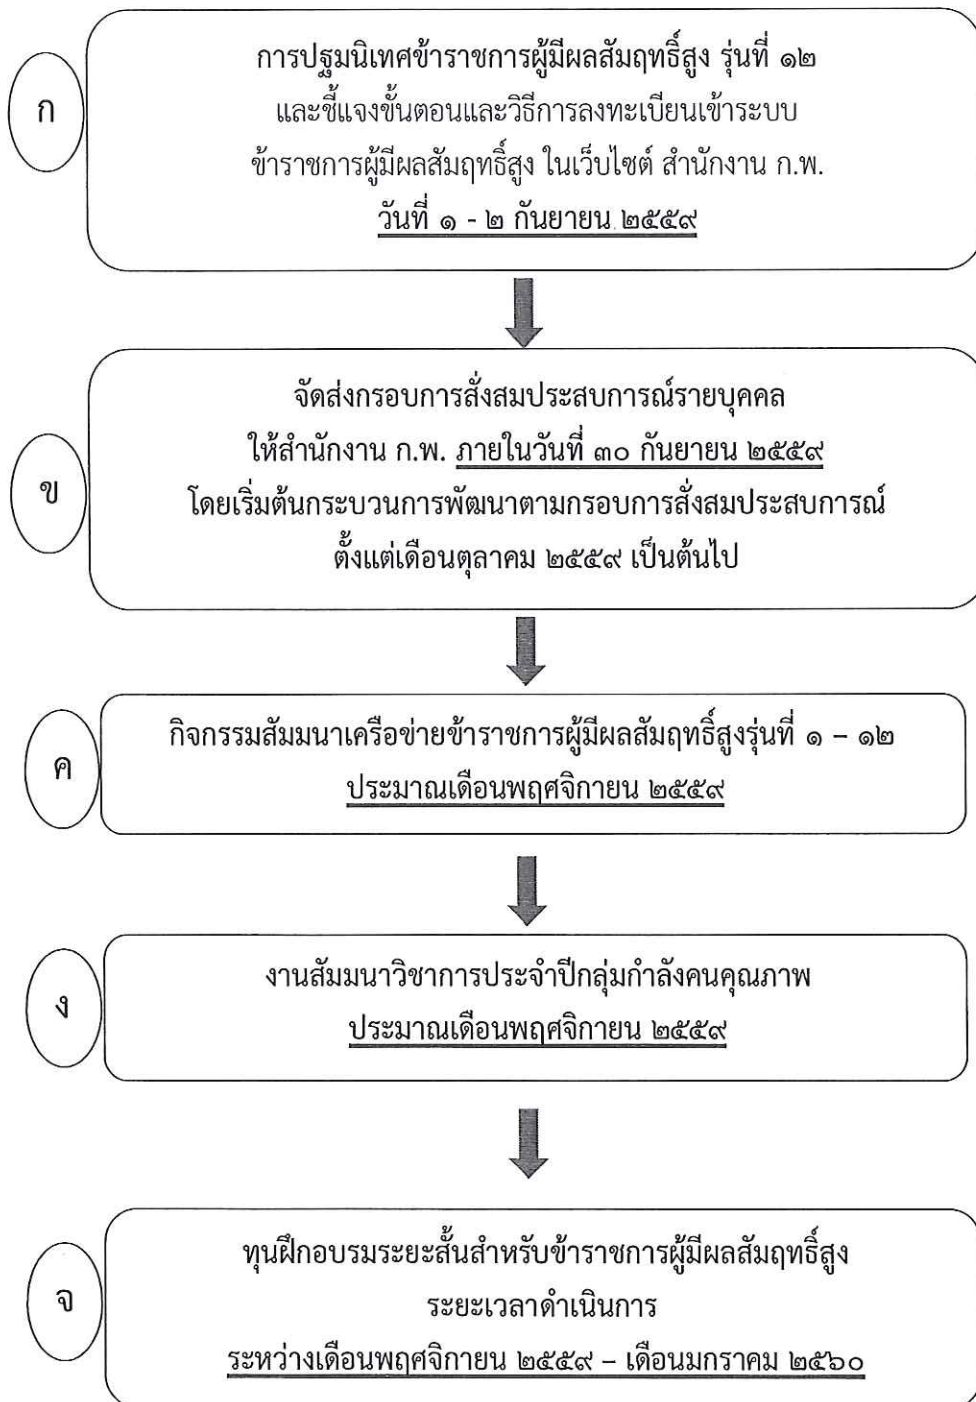 ก
การปฐมนิเทศข้าราชการผู้มีผลสัมฤทธิ์สูง รุ่นที่ ๑๒
และชี้แจงขั้นตอนและวิธีการลงทะเบียนเข้าระบบ
ข้าราชการผู้มีผลสัมฤทธิ์สูง ในเว็บไซต์ สำนักงาน ก.พ.
วันที่ ๑ - ๒ กันยายน ๒๕๕๙
ข
จัดส่งกรอบการสั่งสมประสบการณ์รายบุคคล
ให้สำนักงาน ก.พ. ภายในวันที่ ๓๐ กันยายน ๒๕๕๙
โดยเริ่มต้นกระบวนการพัฒนาตามกรอบการสั่งสมประสบการณ์
ตั้งแต่เดือนตุลาคม ๒๕๕๙ เป็นต้นไป
ค
กิจกรรมสัมมนาเครือข่ายข้าราชการผู้มีผลสัมฤทธิ์สูงรุ่นที่ ๑ – ๑๒
ประมาณเดือนพฤศจิกายน ๒๕๕๙
ง
งานสัมมนาวิชาการประจำปีกลุ่มกำลังคนคุณภาพ
ประมาณเดือนพฤศจิกายน ๒๕๕๙
จ
ทุนฝึกอบรมระยะสั้นสำหรับข้าราชการผู้มีผลสัมฤทธิ์สูง
ระยะเวลาดำเนินการ
ระหว่างเดือนพฤศจิกายน ๒๕๕๙ – เดือนมกราคม ๒๕๖๐